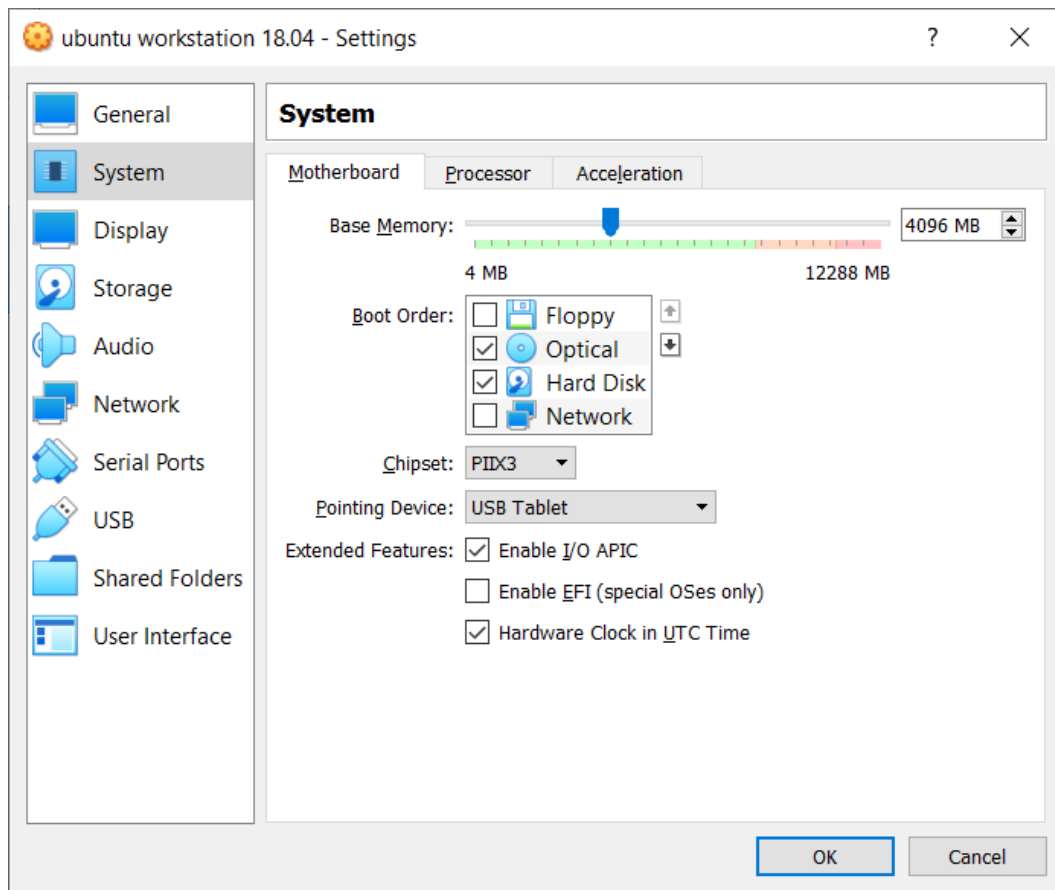 ubuntu workstation 18.04 - Settings ? 
General
System
Display
Storage
Audio
Network
Serial Ports
USB
Shared Folders
User Interface
System
Motherboard Processor Acceleration
Base Memory: 4096 MB
4 MB 12288 MB
Boot Order: Floppy
Optical
Hard Disk
Network
Chipset: PIIX3
Pointing Device: USB Tablet
Extended Features: Enable I/O APIC
Enable EFI (special OSes only)
Hardware Clock in UTC Time
OK Cancel